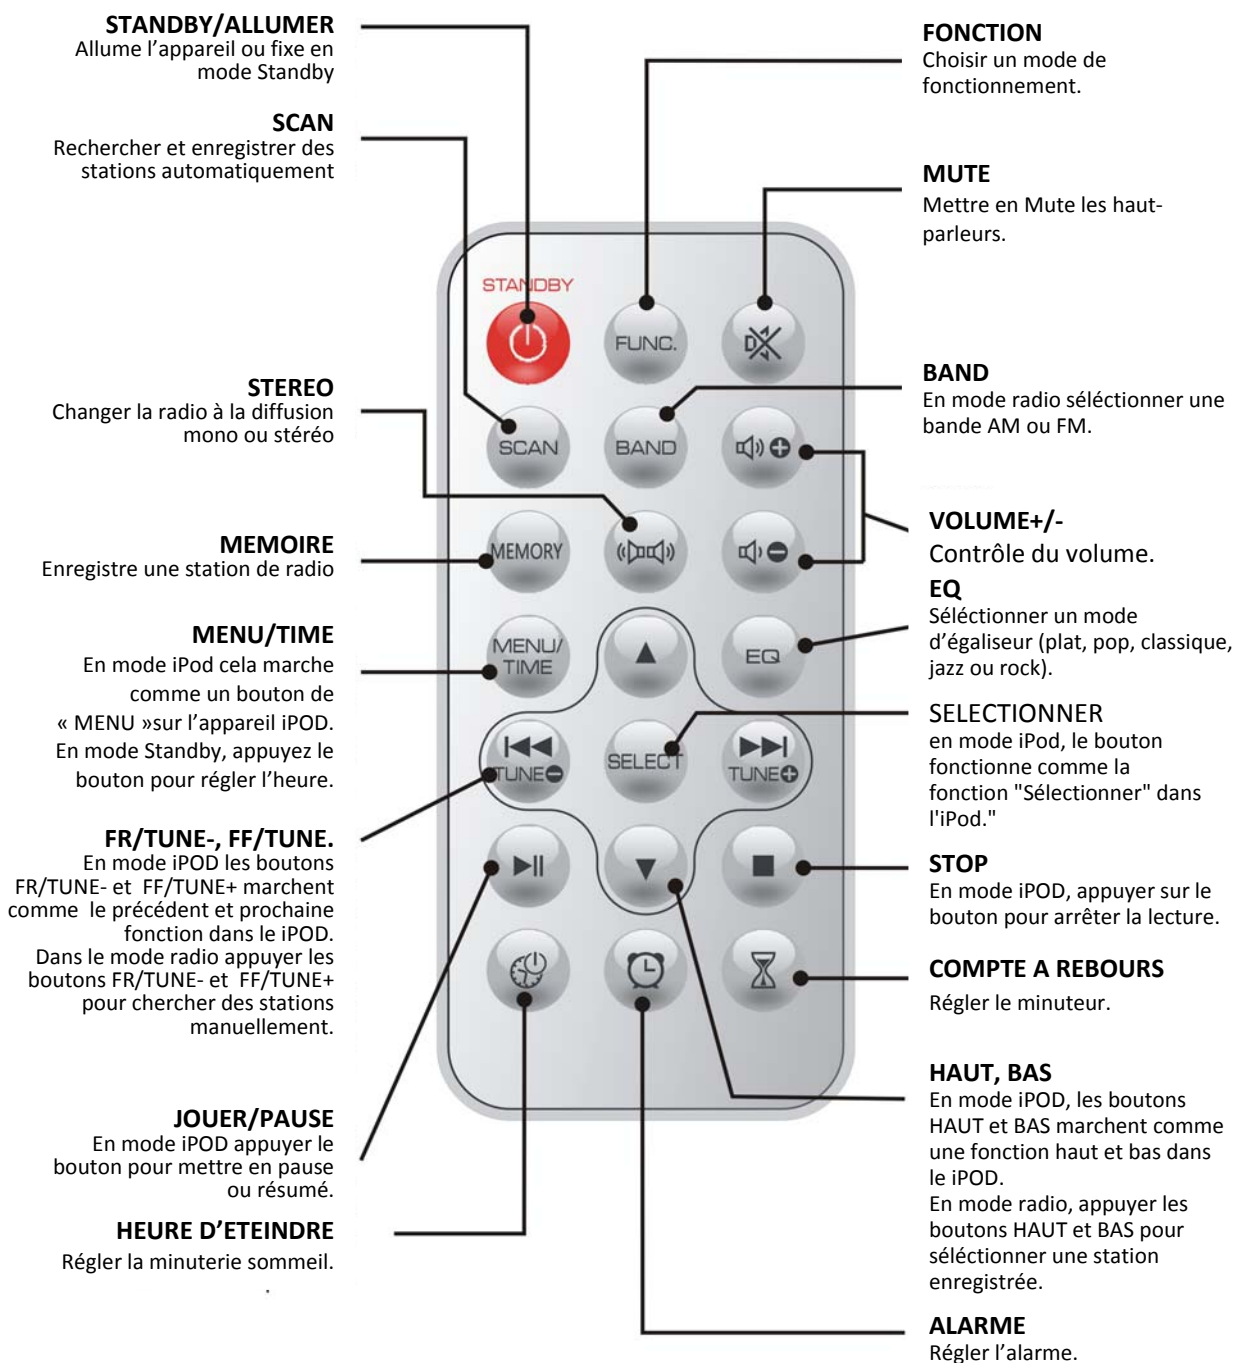 STANDBY/ALLUMER
Allume l’appareil ou fixe en
mode Standby
SCAN
Rechercher et enregistrer des
stations automatiquement
STEREO
Changer la radio à la diffusion
mono ou stéréo
MEMOIRE
Enregistre une station de radio
MENU/TIME
En mode iPod cela marche
comme un bouton de
« MENU »sur l’appareil iPOD.
En mode Standby, appuyez le
bouton pour régler l’heure.
FR/TUNE-, FF/TUNE.
En mode iPOD les boutons
FR/TUNE- et FF/TUNE+ marchent
comme le précédent et prochaine
fonction dans le iPOD.
Dans le mode radio appuyer les
boutons FR/TUNE- et FF/TUNE+
pour chercher des stations
manuellement.
JOUER/PAUSE
En mode iPOD appuyer le
bouton pour mettre en pause
ou résumé.
HEURE D’ETEINDRE
Régler la minuterie sommeil.
STANDBY
FUNC.
SCAN
BAND
MEMORY
MENU/
TIME
EQ
TUNE-
SELECT
TUNE+
FONCTION
Choisir un mode de
fonctionnement.
MUTE
Mettre en Mute les haut-
parleurs.
BAND
En mode radio séléctionner une
bande AM ou FM.
VOLUME+/-
Contrôle du volume.
EQ
Séléctionner un mode
d’égaliseur (plat, pop, classique,
jazz ou rock).
SELECTIONNER
en mode iPod, le bouton
fonctionne comme la
fonction "Sélectionner" dans
l'iPod."
STOP
En mode iPOD, appuyer sur le
bouton pour arrêter la lecture.
COMPTE A REBOURS
Régler le minuteur.
HAUT, BAS
En mode iPOD, les boutons
HAUT et BAS marchent comme
une fonction haut et bas dans
le iPOD.
En mode radio, appuyer les
boutons HAUT et BAS pour
séléctionner une station
enregistrée.
ALARME
Régler l’alarme.